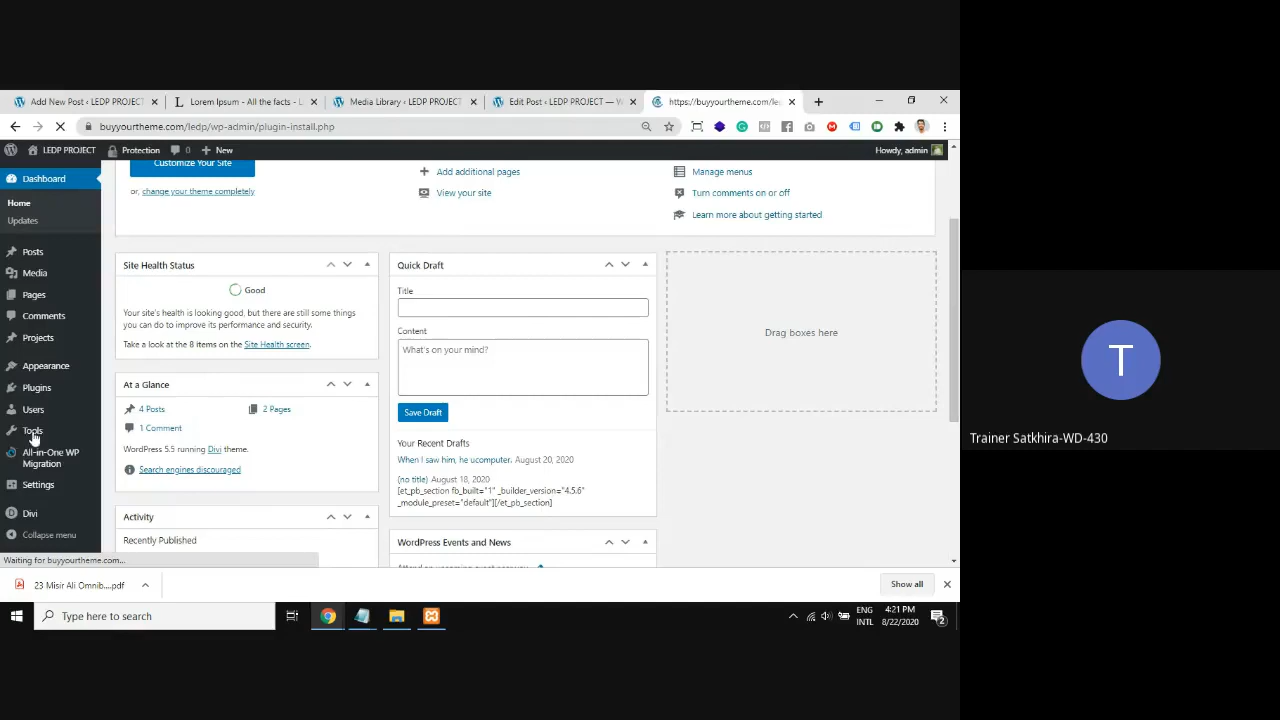 Add New Post ‹ LEDP PROJECT
Lorem Ipsum - All the facts - L
Media Library ‹ LEDP PROJECT
Edit Post ‹ LEDP PROJECT — W
https://buyyourtheme.com/le
buyyourtheme.com/ledp/wp-admin/plugin-install.php
LEDP PROJECT
Protection
0
New
Howdy, admin
Dashboard
Home
Updates
Posts
Media
Pages
Comments
Projects
Appearance
Plugins
Users
Tools
All-in-One WP
Migration
Settings
Divi
Collapse menu
Customize Your Site
or, change your theme completely
Add additional pages
View your site
Manage menus
Turn comments on or off
Learn more about getting started
Site Health Status
Good
Your site's health is looking good, but there are still some things
you can do to improve its performance and security.
Take a look at the 8 items on the Site Health screen.
At a Glance
4 Posts
2 Pages
1 Comment
WordPress 5.5 running Divi theme.
Search engines discouraged
Activity
Recently Published
Quick Draft
Title
Content
What's on your mind?
Save Draft
Your Recent Drafts
When I saw him, he ucomputer. August 20, 2020
(no title) August 18, 2020
[et_pb_section fb_built="1" _builder_version="4.5.6"
_module_preset="default"][/et_pb_section]
WordPress Events and News
Drag boxes here
Waiting for buyyourtheme.com...
23 Misir Ali Omnib....pdf
Show all
Type here to search
ENG
INTL
4:21 PM
8/22/2020
2
T
Trainer Satkhira-WD-430